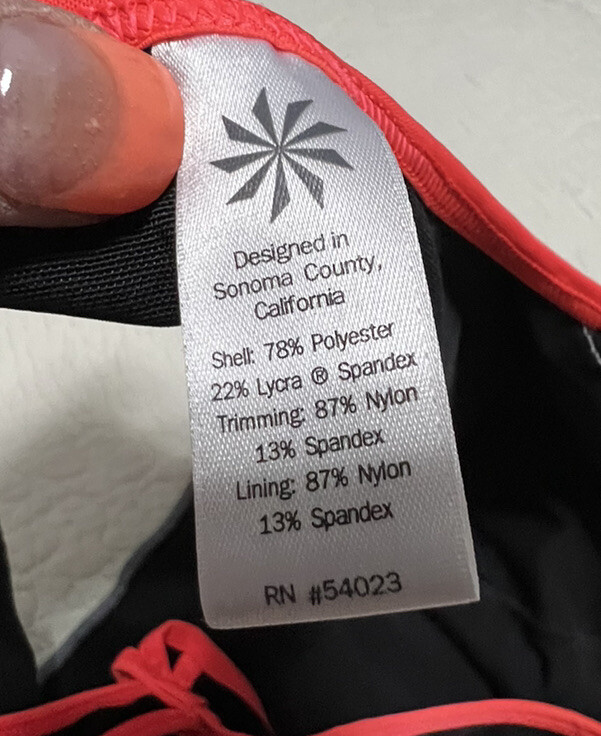 Designed in
Sonoma County,
California
Shell: 78% Polyester
22% Lycra ® Spandex
Trimming: 87% Nylon
13% Spandex
Lining: 87% Nylon
13% Spandex
RN #54023